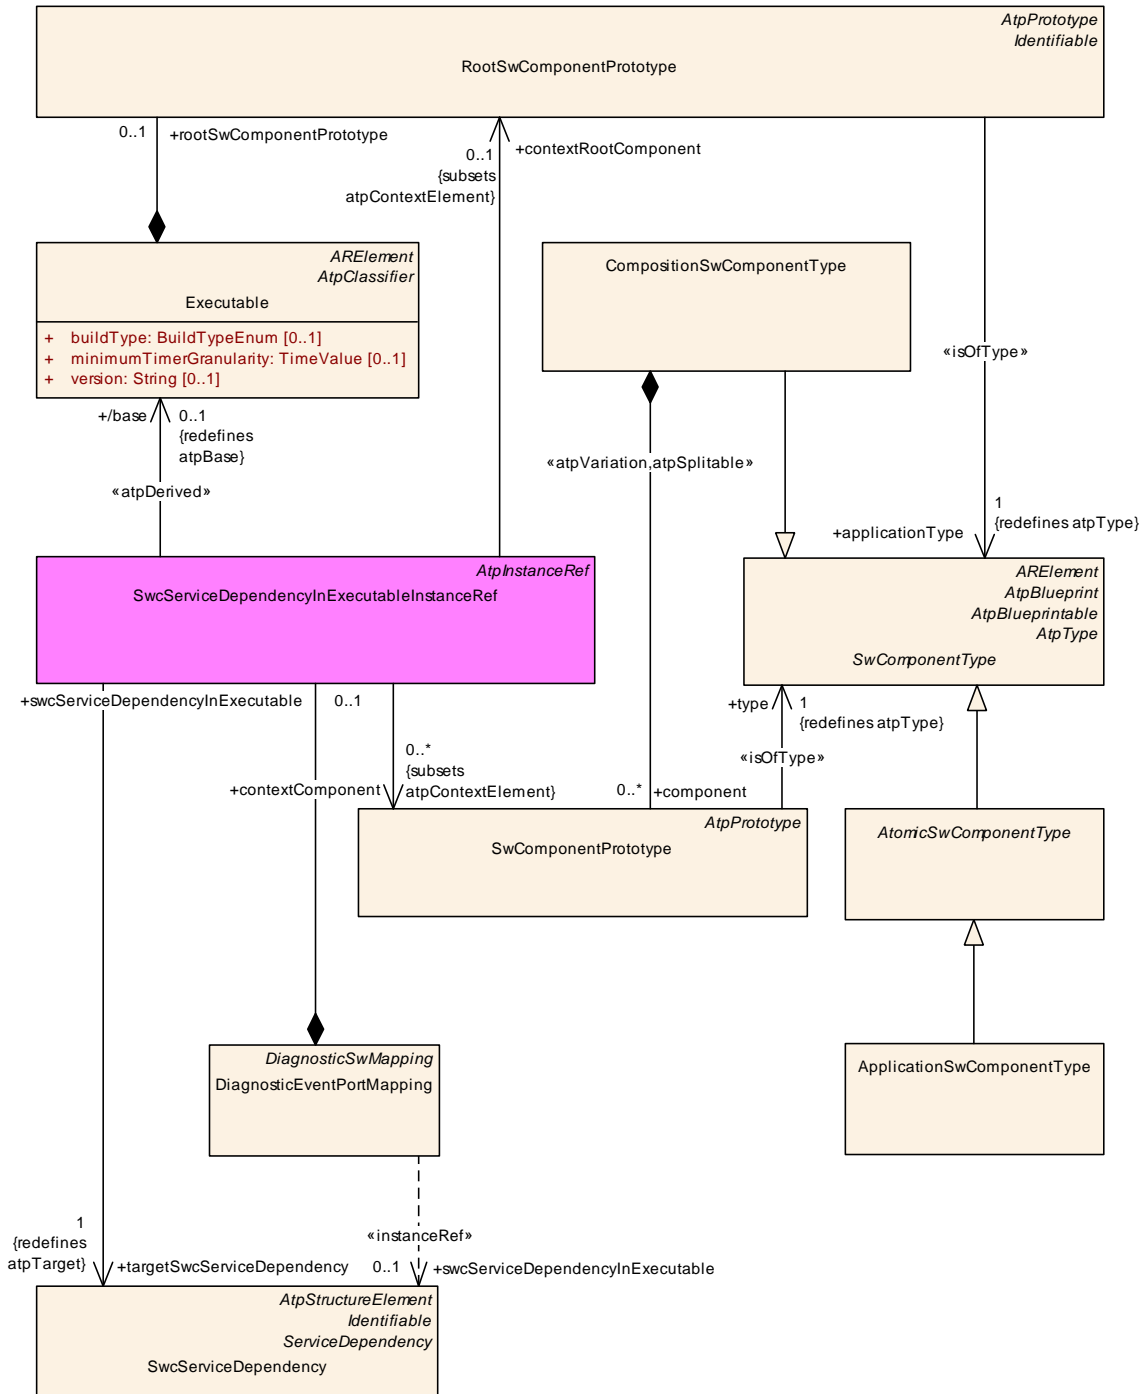 AtpPrototype
Identifiable
RootSwComponentPrototype
0..1
+rootSwComponentPrototype
+contextRootComponent
0..1
{subsets
atpContextElement}
ARElement
AtpClassifier
Executable
+ buildType: BuildTypeEnum [0..1]
+ minimumTimerGranularity: TimeValue [0..1]
+ version: String [0..1]
CompositionSwComponentType
«isOfType»
+/base
0..1
{redefines
atpBase}
«atpVariation,atpSplitable»
«atpDerived»
1
{redefines atpType}
+applicationType
AtpInstanceRef
SwcServiceDependencyInExecutableInstanceRef
ARElement
AtpBlueprint
AtpBlueprintable
AtpType
SwComponentType
+swcServiceDependencyInExecutable
0..1
+type
1
{redefines atpType}
0..*
{subsets
atpContextElement}
«isOfType»
+contextComponent
0..*
+component
AtpPrototype
SwComponentPrototype
AtomicSwComponentType
DiagnosticSwMapping
DiagnosticEventPortMapping
ApplicationSwComponentType
1
{redefines
atpTarget}
«instanceRef»
+targetSwcServiceDependency
0..1
+swcServiceDependencyInExecutable
AtpStructureElement
Identifiable
ServiceDependency
SwcServiceDependency